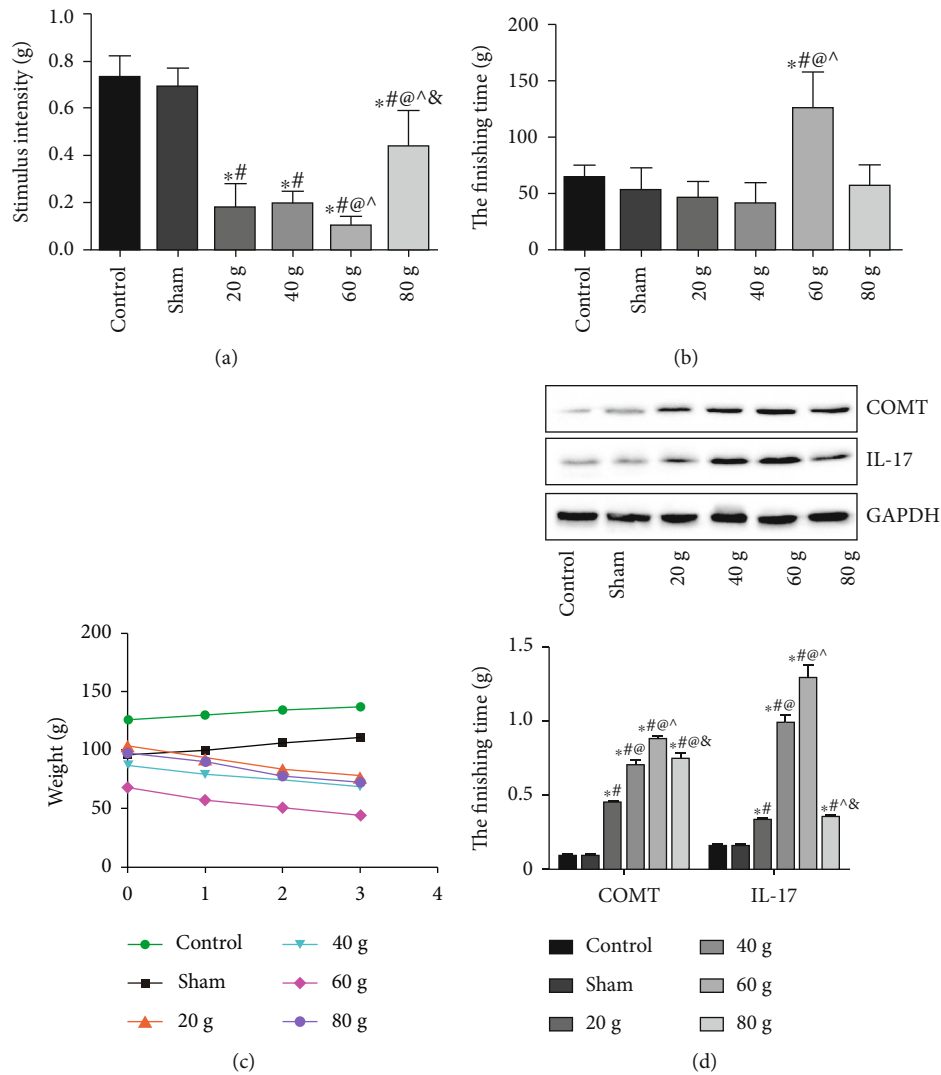 Stimulus intensity (g)
1.0
0.8
0.6
0.4
0.2
0.0
*#
*#
*#@^
*#@^&
Control
Sham
20 g
40 g
60 g
80 g
(a)
The finishing time (g)
200
150
100
50
0
*#@^
Control
Sham
20 g
40 g
60 g
80 g
(b)
Weight (g)
200
150
100
50
0
0 1 2 3 4
Control
Sham
20 g
40 g
60 g
80 g
(c)
COMT
IL-17
GAPDH
Control
Sham
20 g
40 g
60 g
80 g
The finishing time (g)
1.5
1.0
0.5
0
*#
*#@
*#@^
*#@&
*#
*#@
*#@^
*#^&
COMT IL-17
Control
Sham
20 g
40 g
60 g
80 g
(d)